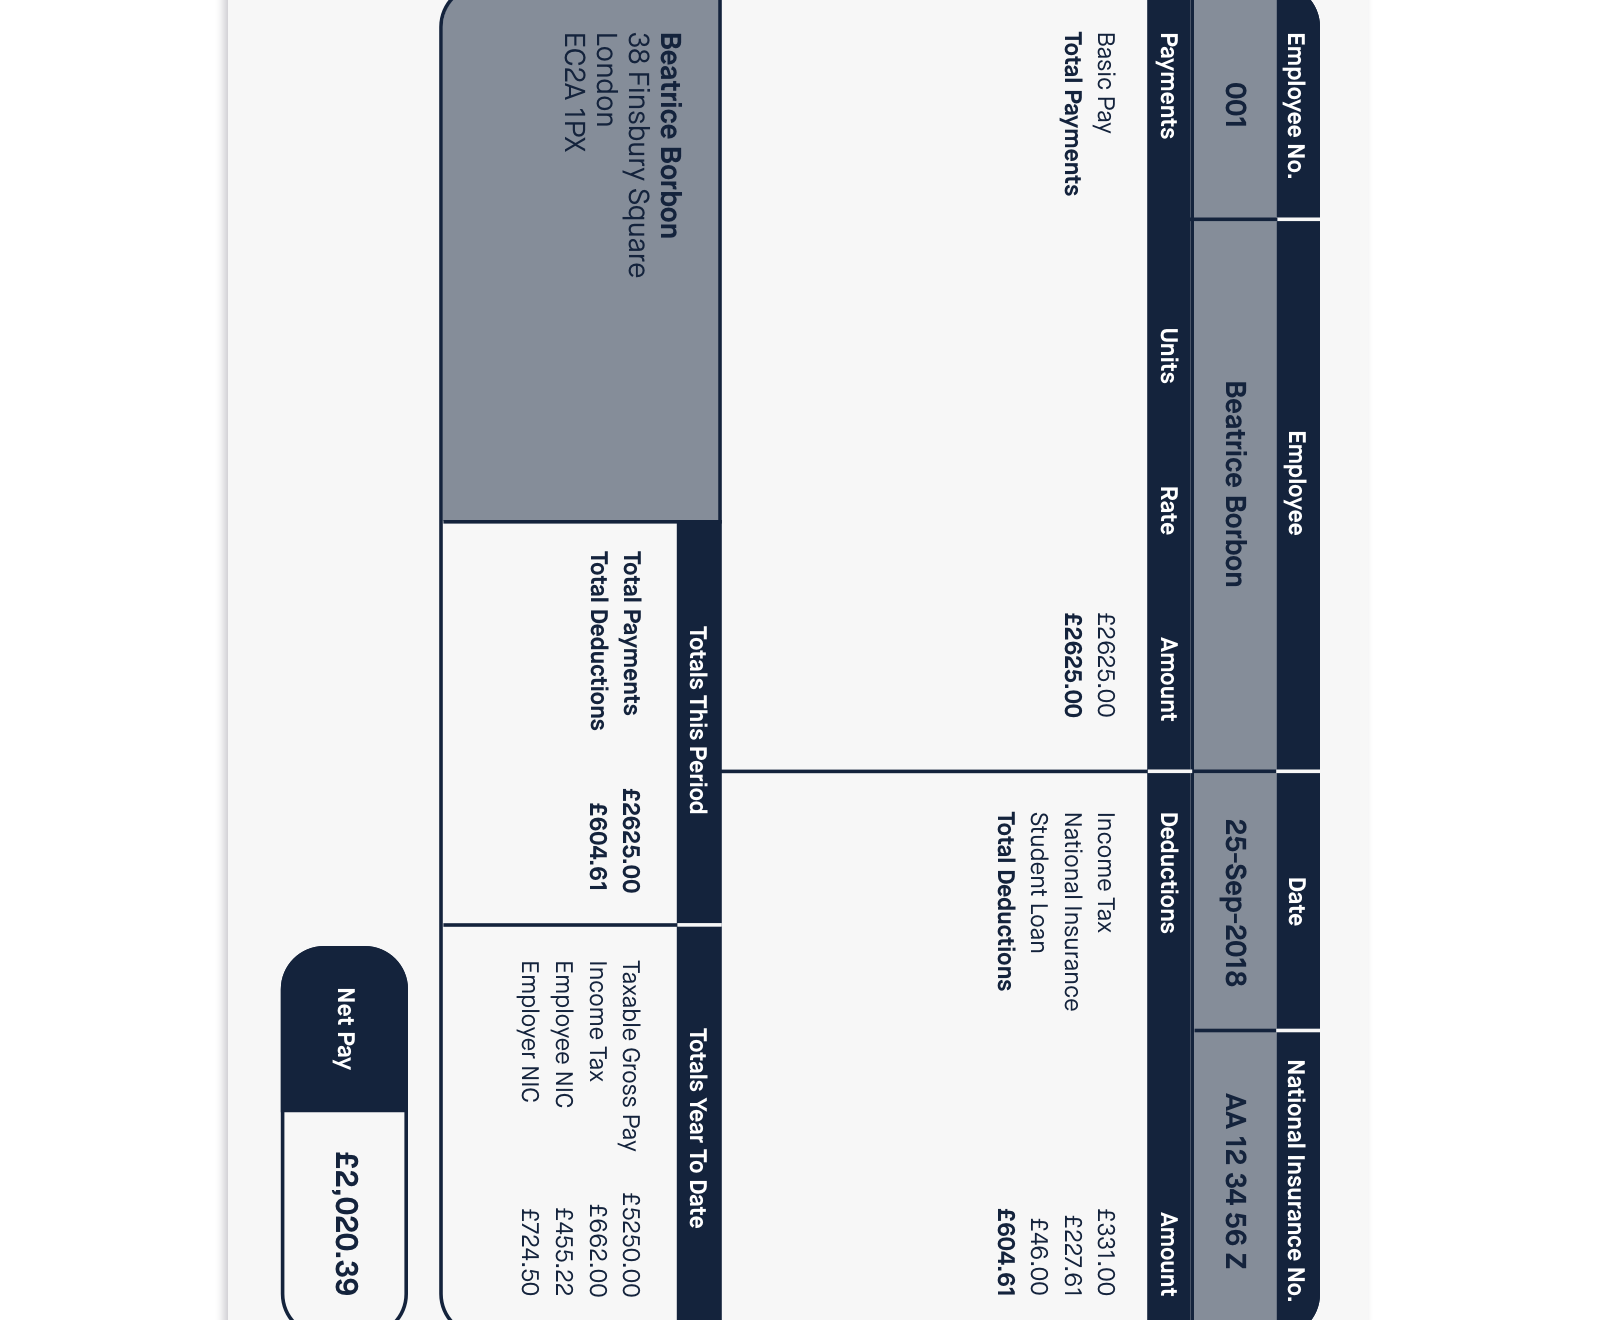 Employee No. Employee Date National Insurance No.
001 Beatrice Borbon 25-Sep-2018 AA 12 34 56 Z
Payments Units Rate Amount Deductions Amount
Basic Pay £2625.00 Income Tax £331.00
Total Payments £2625.00 National Insurance £227.61
Student Loan £46.00
Total Deductions £604.61
Totals This Period Totals Year To Date
Beatrice Borbon
38 Finsbury Square
London
EC2A 1PX
Total Payments £2625.00 Taxable Gross Pay £5250.00
Total Deductions £604.61 Income Tax £662.00
Employee NIC £455.22
Employer NIC £724.50
Net Pay £2,020.39